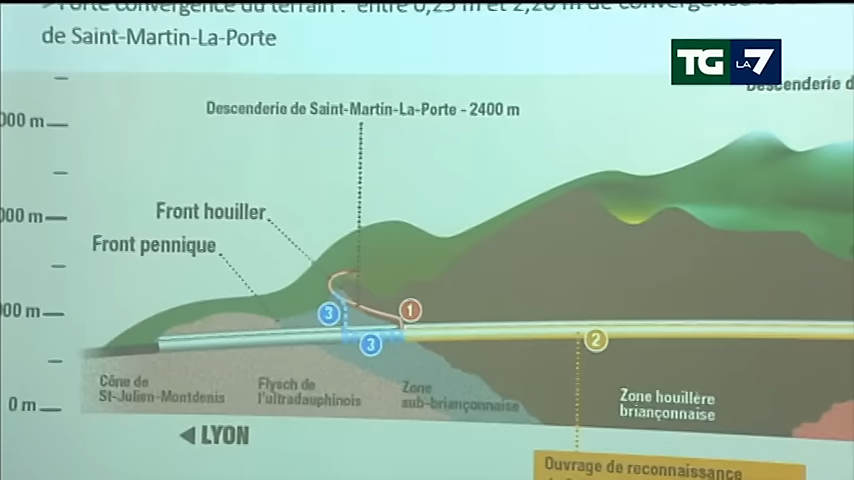 de Saint-Martin-La-Porte
TG LA7
Descenderie d
Descenderie de Saint-Martin-La-Porte - 2400 m
000 m
Front houiller
000 m
Front pennique
000 m
3
1
3
2
Cône de
St-Julien-Montdenis
Flysch de
l'ultradauphinois
Zone
sub-briançonnaise
Zone houillère
briançonnaise
0 m
LYON
Ouvrage de reconnaissance